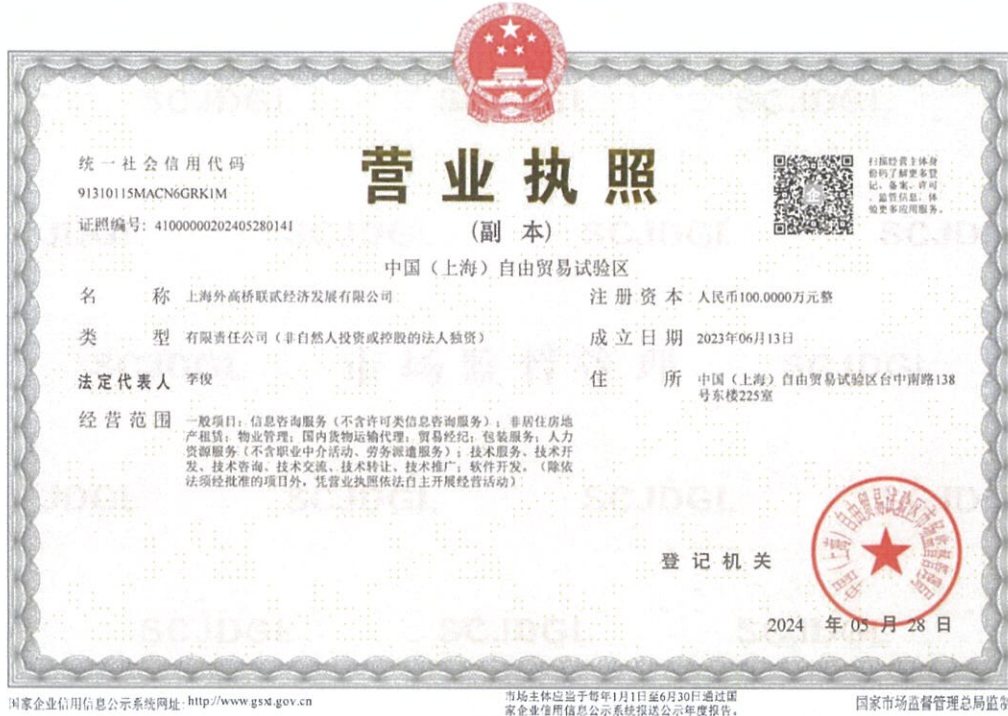 统一社会信用代码
91310115MACN6GRK1M
证照编号：41000000202405280141
营业执照
(副 本)
中国（上海）自由贸易试验区
扫描经营主体身
份码了解更多登
记、备案、许可
、监管信息，体
验更多应用服务。
名 称 上海外高桥联贰经济发展有限公司
类 型 有限责任公司（非自然人投资或控股的法人独资）
法定代表人 李俊
经营范围 一般项目：信息咨询服务（不含许可类信息咨询服务）；非居住房地
产租赁；物业管理；国内货物运输代理；贸易经纪；包装服务；人力
资源服务（不含职业中介活动、劳务派遣服务）；技术服务、技术开
发、技术咨询、技术交流、技术转让、技术推广；软件开发。（除依
法须经批准的项目外，凭营业执照依法自主开展经营活动）
注册资本 人民币100.0000万元整
成立日期 2023年06月13日
住 所 中国（上海）自由贸易试验区台中南路138
号东楼225室
登记机关
2024 年 05 月 28 日
国家企业信用信息公示系统网址：http://www.gsxt.gov.cn
市场主体应当于每年1月1日至6月30日通过国
家企业信用信息公示系统报送公示年度报告。
国家市场监督管理总局监制